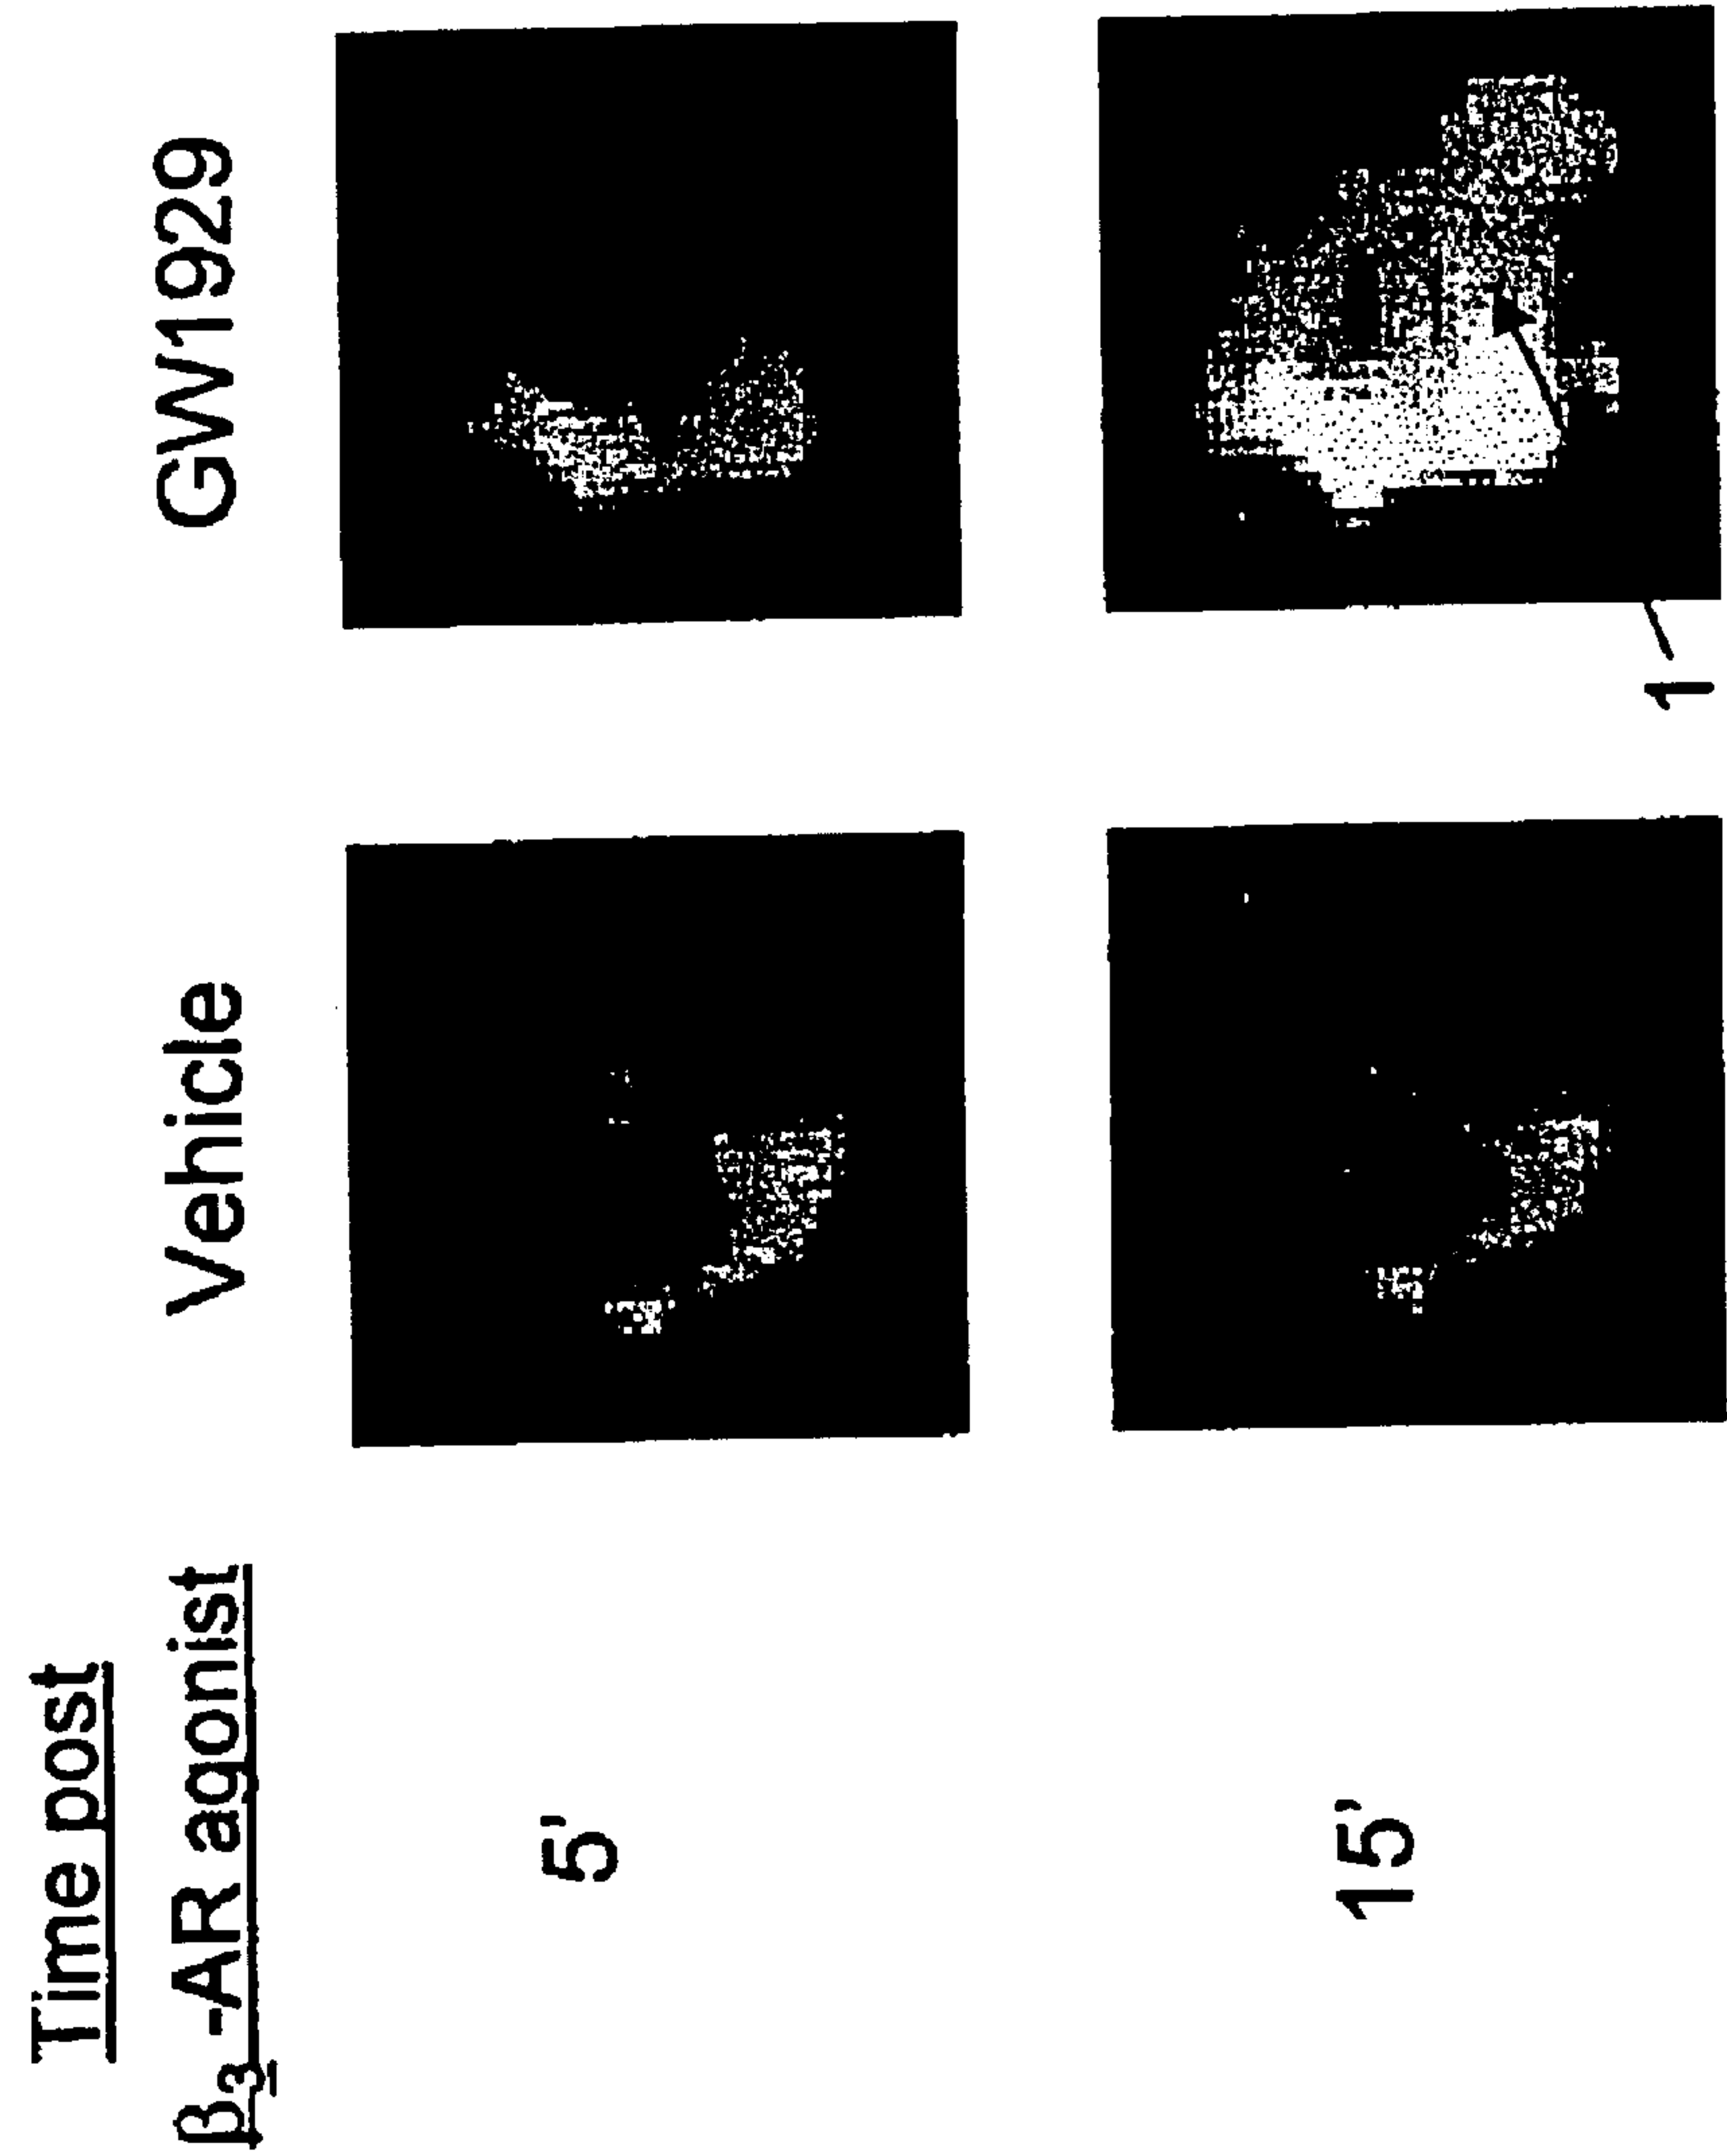 Time post
β₃-AR agonist
Vehicle
GW1929
5’
15’
1